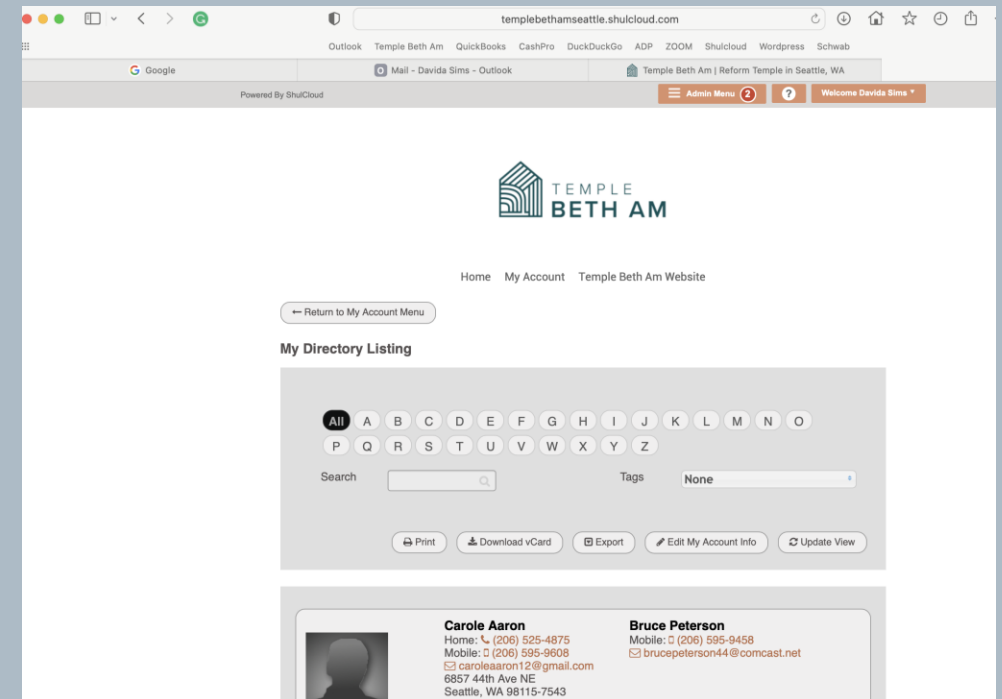 templebethamseattle.shulcloud.com
Outlook Temple Beth Am QuickBooks CashPro DuckDuckGo ADP ZOOM Shulcloud Wordpress Schwab
G Google
Mail - Davida Sims - Outlook
Temple Beth Am | Reform Temple in Seattle, WA
Powered By ShulCloud
Admin Menu 2
?
Welcome Davida Sims
TEMPLE
BETH AM
Home My Account Temple Beth Am Website
← Return to My Account Menu
My Directory Listing
All A B C D E F G H I J K L M N O
P Q R S T U V W X Y Z
Search
Tags None
Print Download vCard Export Edit My Account Info Update View
Carole Aaron
Home: (206) 525-4875
Mobile: (206) 595-9608
caroleaaron12@gmail.com
6857 44th Ave NE
Seattle, WA 98115-7543
Bruce Peterson
Mobile: (206) 595-9458
brucepeterson44@comcast.net